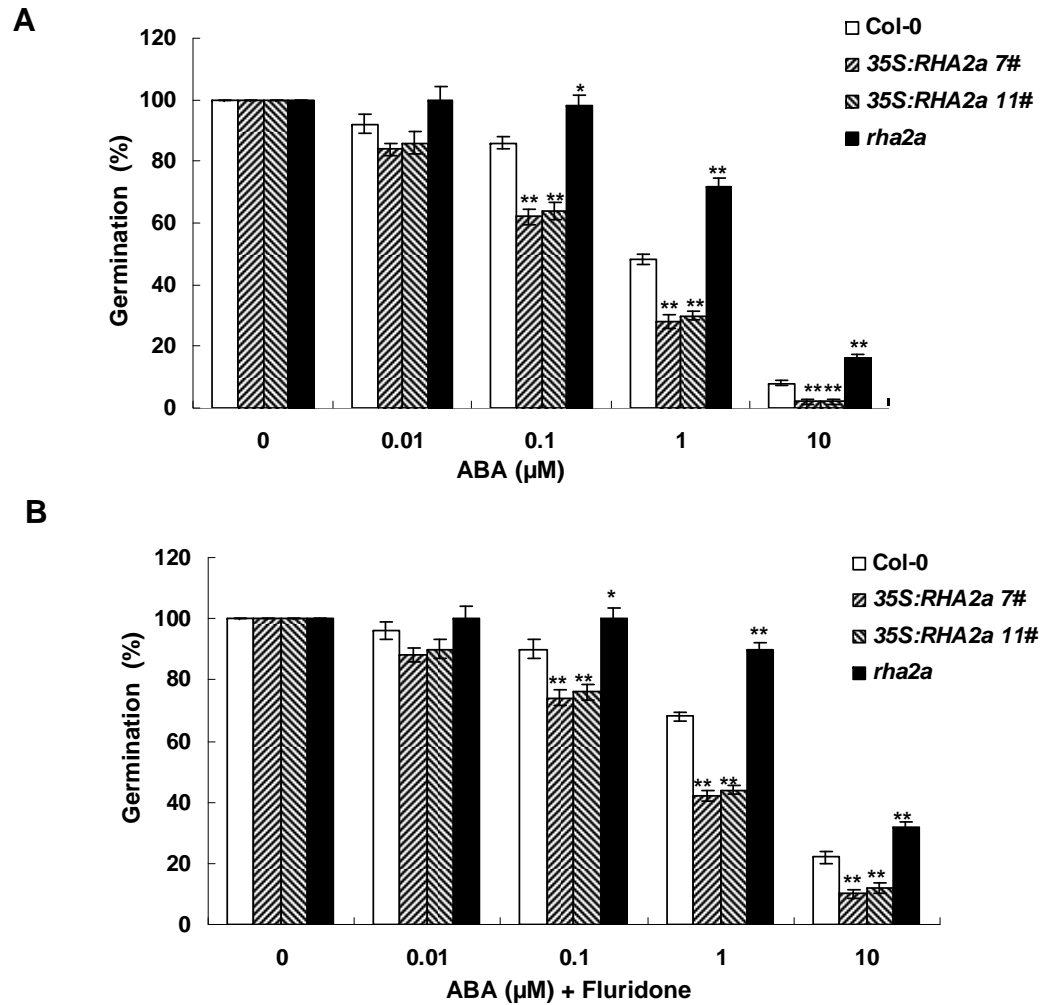 A
120
100
80
60
40
20
0
Germination (%)
Col-0
35S:RHA2a 7#
35S:RHA2a 11#
rha2a
*
** **
**
** **
**
****
**
0 0.01 0.1 1 10
ABA (µM)
B
120
100
80
60
40
20
0
Germination (%)
Col-0
35S:RHA2a 7#
35S:RHA2a 11#
rha2a
*
** **
**
** **
**
** **
**
0 0.01 0.1 1 10
ABA (µM) + Fluridone